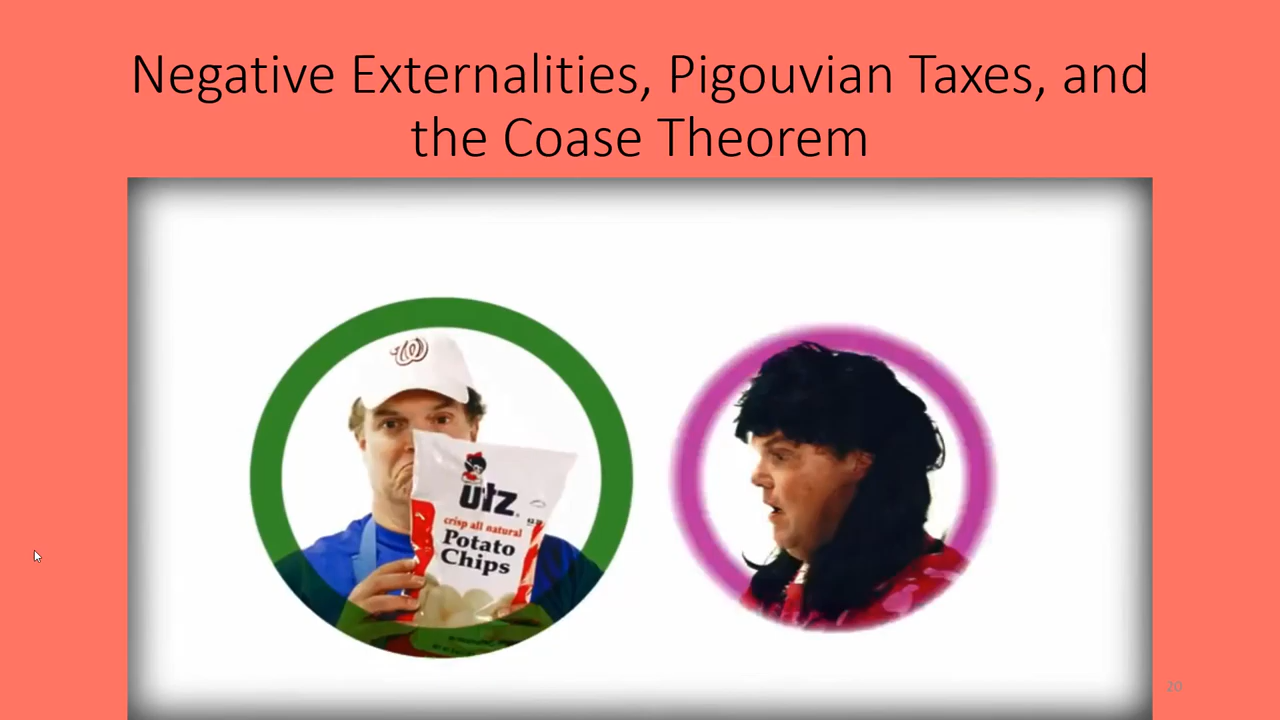 Negative Externalities, Pigouvian Taxes, and
the Coase Theorem
W
utz
crisp all natural
Potato
Chips
20